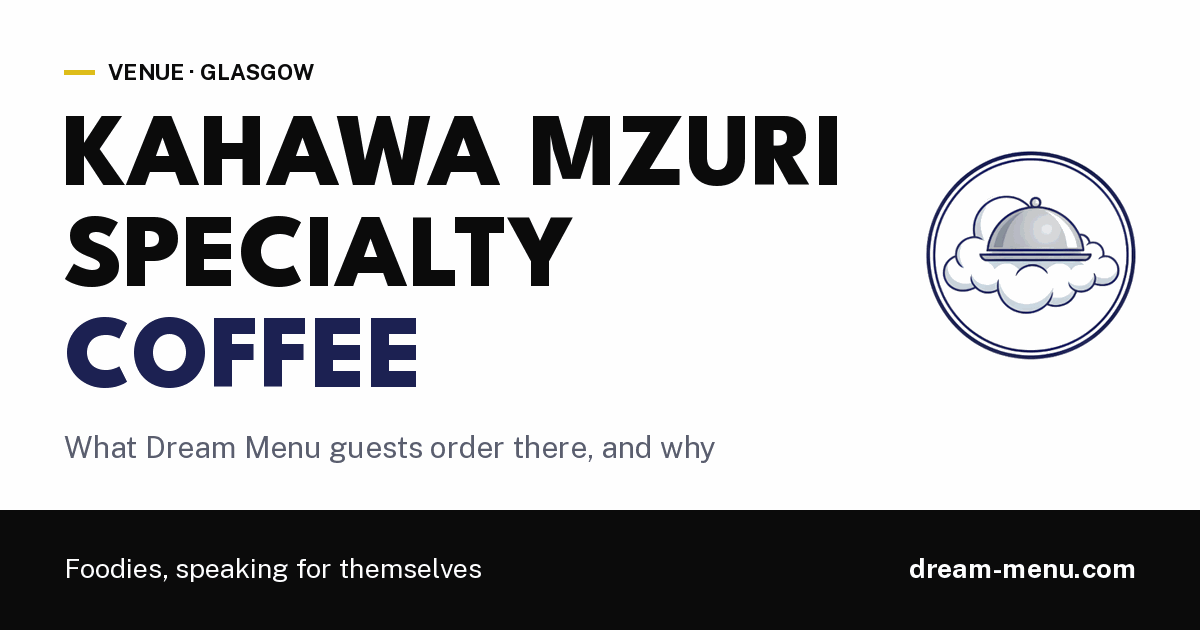 VENUE · GLASGOW
KAHAWA MZURI
SPECIALTY
COFFEE
What Dream Menu guests order there, and why
Foodies, speaking for themselves
dream-menu.com